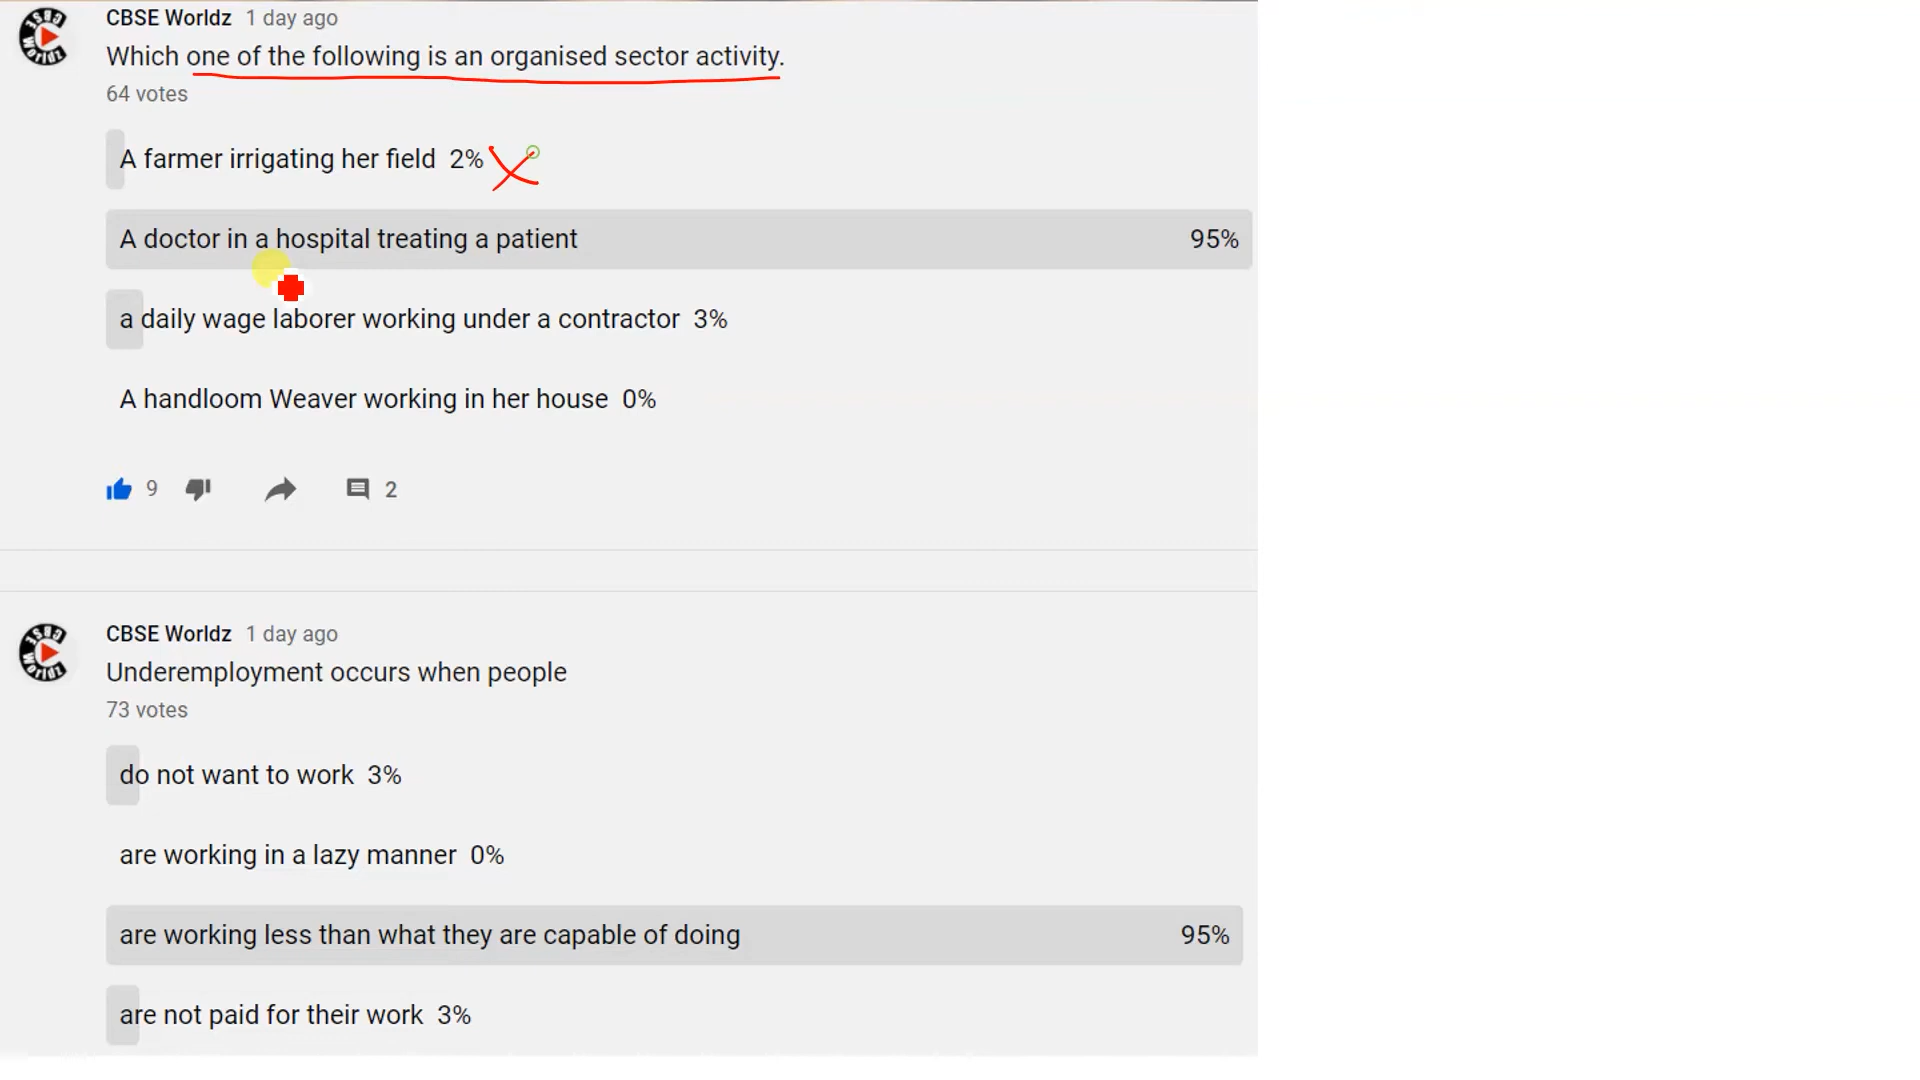 CBSE Worldz 1 day ago
Which one of the following is an organised sector activity.
64 votes
A farmer irrigating her field 2%
A doctor in a hospital treating a patient 95%
a daily wage laborer working under a contractor 3%
A handloom Weaver working in her house 0%
9 2
CBSE Worldz 1 day ago
Underemployment occurs when people
73 votes
do not want to work 3%
are working in a lazy manner 0%
are working less than what they are capable of doing 95%
are not paid for their work 3%